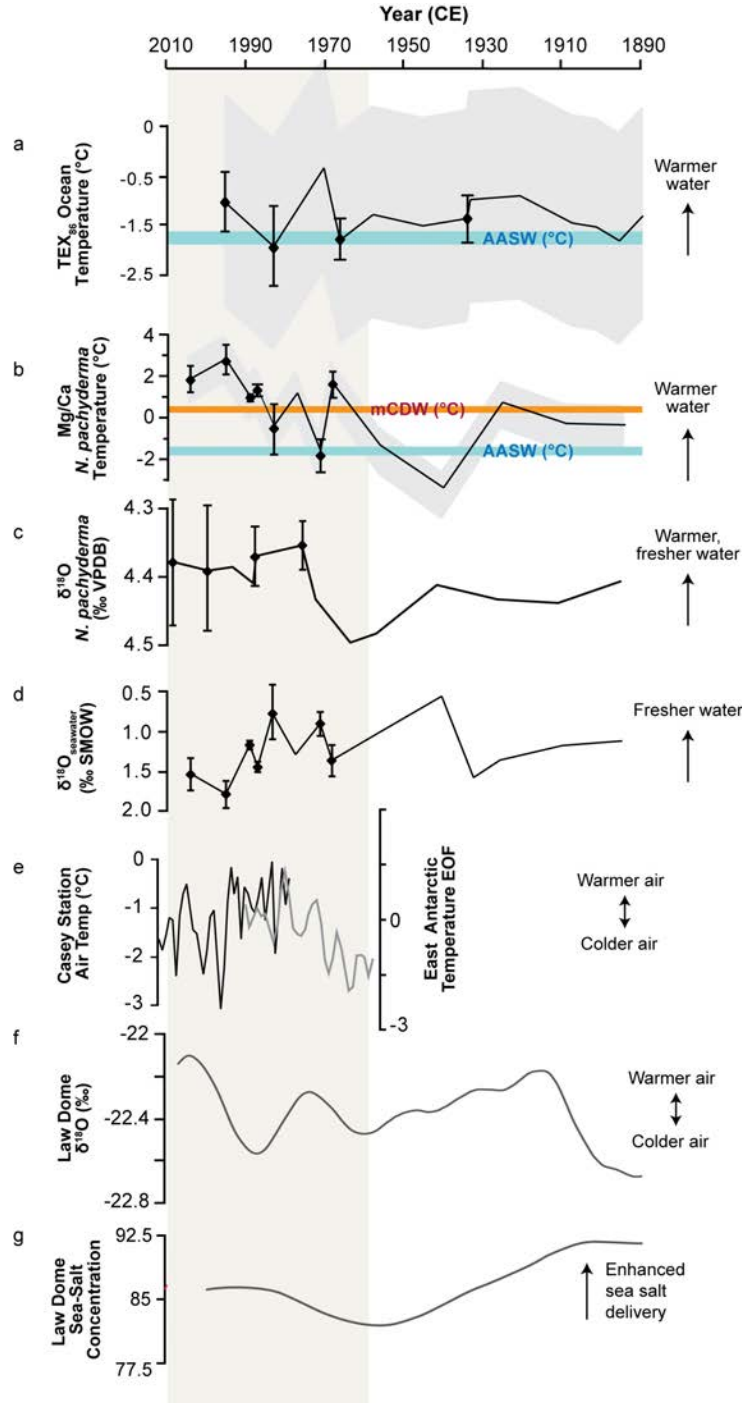 Year (CE)
2010 1990 1970 1950 1930 1910 1890
a
TEX₈₆ Ocean
Temperature (°C)
0
-0.5
-1.5
-2.5
AASW (°C)
Warmer
water
b
Mg/Ca
N. pachyderma
Temperature (°C)
4
2
0
-2
mCDW (°C)
AASW (°C)
Warmer
water
c
δ¹⁸O
N. pachyderma
(‰ VPDB)
4.3
4.4
4.5
Warmer,
fresher water
d
δ¹⁸O seawater
(‰ SMOW)
0.5
1.0
1.5
2.0
Fresher water
e
Casey Station
Air Temp (°C)
0
-1
-2
-3
0
-3
East Antarctic
Temperature EOF
Warmer air
Colder air
f
Law Dome
δ¹⁸O (‰)
-22
-22.4
-22.8
Warmer air
Colder air
g
Law Dome
Sea-Salt
Concentration
92.5
85
77.5
Enhanced
sea salt
delivery